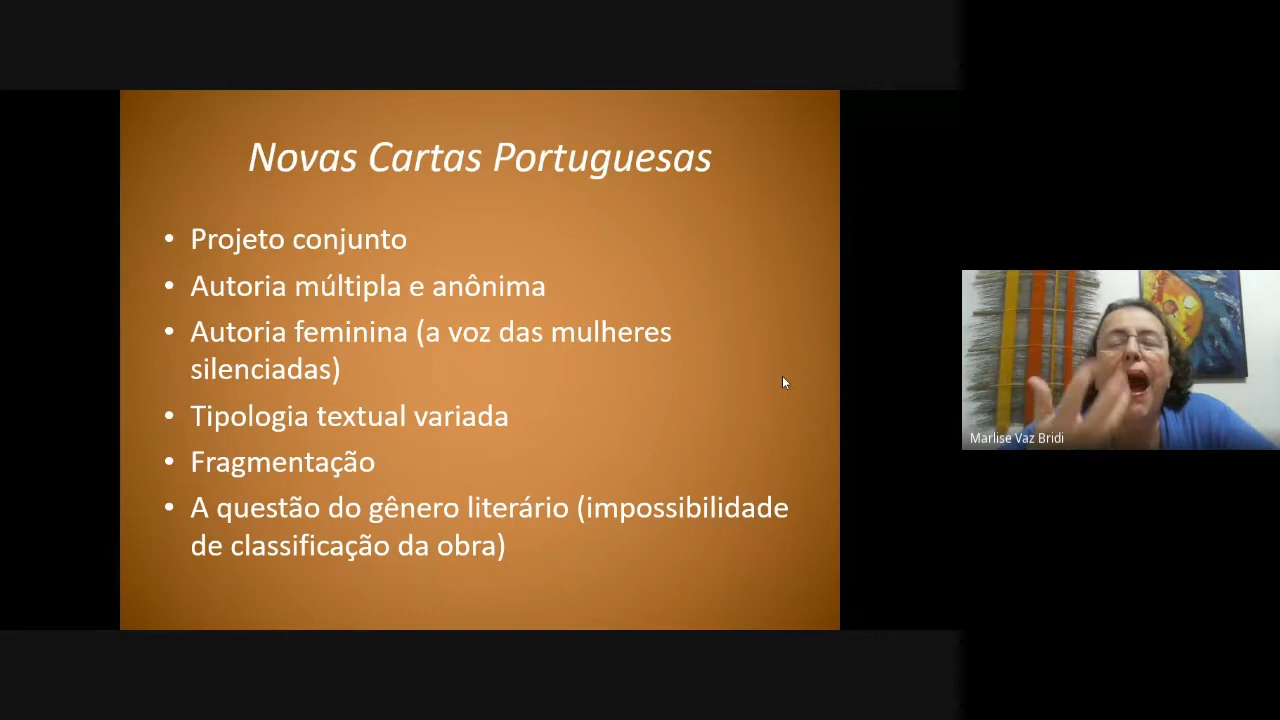 Novas Cartas Portuguesas
• Projeto conjunto
• Autoria múltipla e anônima
• Autoria feminina (a voz das mulheres
silenciadas)
• Tipologia textual variada
• Fragmentação
• A questão do gênero literário (impossibilidade
de classificação da obra)
Marlise Vaz Bridi